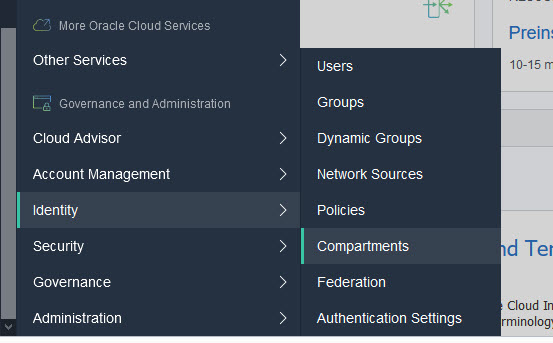 More Oracle Cloud Services
Other Services
Governance and Administration
Cloud Advisor
Account Management
Identity
Security
Governance
Administration
Users
Groups
Dynamic Groups
Network Sources
Policies
Compartments
Federation
Authentication Settings
Preins
10-15 m
nd Ter
e Cloud In
erminology